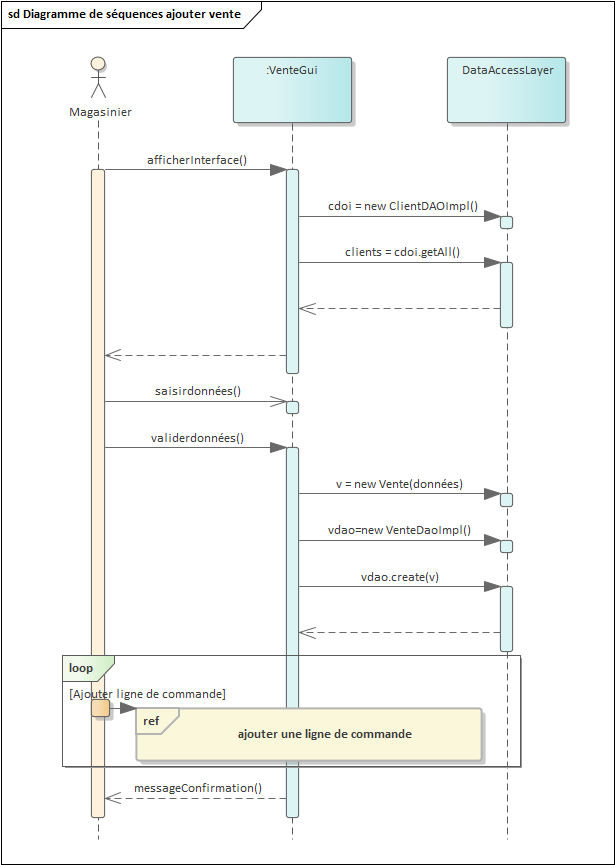 sd Diagramme de séquences ajouter vente
:VenteGui
DataAccessLayer
Magasinier
afficherInterface()
cdoi = new ClientDAOImpl()
clients = cdoi.getAll()
saisirdonnées()
validerdonnées()
v = new Vente(données)
vdao=new VenteDaoImpl()
vdao.create(v)
loop
[Ajouter ligne de commande]
ref
ajouter une ligne de commande
messageConfirmation()